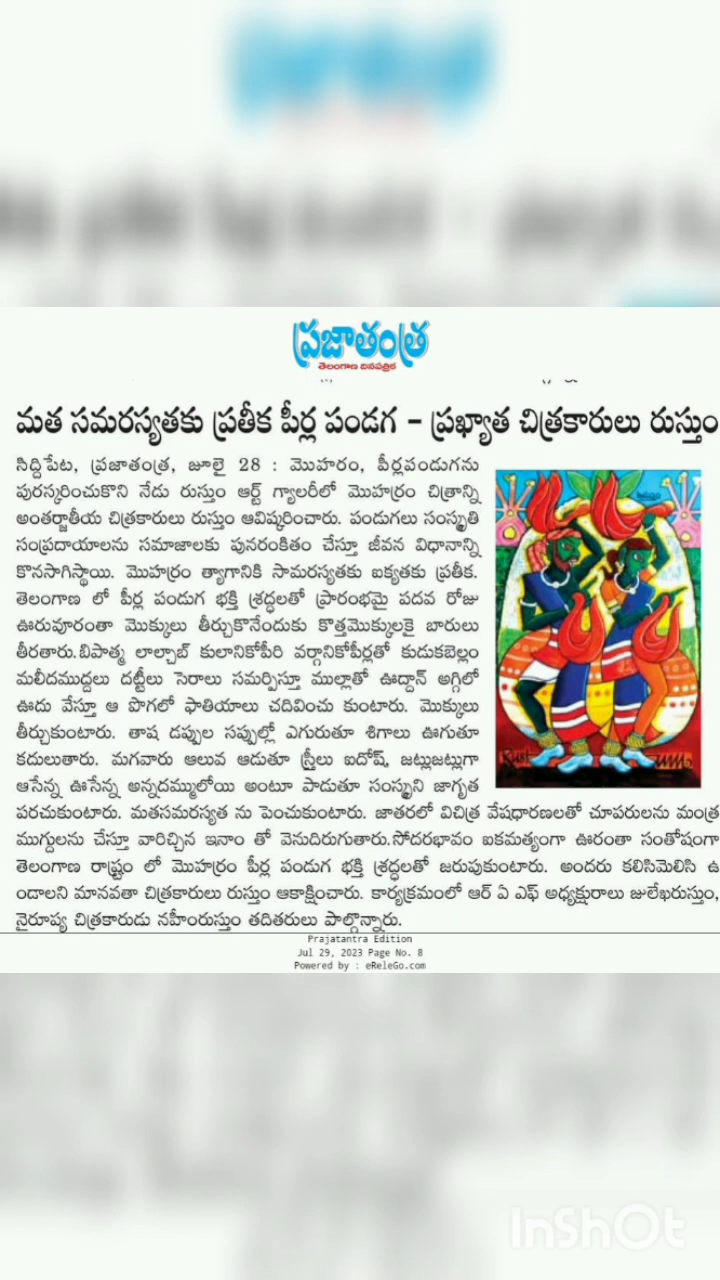 ప్రజాతంత్ర
తెలంగాణ దినపత్రిక
మత సమరస్యతకు ప్రతీక పీర్ల పండగ – ప్రఖ్యాత చిత్రకారులు రుస్తుం
సిద్దిపేట, ప్రజాతంత్ర, జూలై 28 : మొహరం, పీర్లపండుగను
పురస్కరించుకొని నేడు రుస్తుం ఆర్ట్ గ్యాలరీలో మొహర్రం చిత్రాన్ని
అంతర్జాతీయ చిత్రకారులు రుస్తుం ఆవిష్కరించారు. పండుగలు సంస్కృతి
సంప్రదాయాలను సమాజాలకు పునరంకితం చేస్తూ జీవన విధానాన్ని
కొనసాగిస్తాయి. మొహర్రం త్యాగానికి సామరస్యతకు ఐక్యతకు ప్రతీక.
తెలంగాణ లో పీర్ల పండుగ భక్తి శ్రద్ధలతో ప్రారంభమై పదవ రోజు
ఊరువూరంతా మొక్కులు తీర్చుకొనేందుకు కొత్తమొక్కులకై బారులు
తీరతారు.బిపాత్మ లాల్చాబ్ కులానికోపీరి వర్గానికోపీర్లతో కుడుకబెల్లం
మలీదముద్దలు దట్టీలు సెరాలు సమర్పిస్తూ ముల్లాతో ఊద్దాన్ అగ్గిలో
ఊదు వేస్తూ ఆ పొగలో ఫాతియాలు చదివించు కుంటారు. మొక్కులు
తీర్చుకుంటారు. తాష డప్పుల సప్పుల్లో ఎగురుతూ శిగాలు ఊగుతూ
కదులుతారు. మగవారు ఆలువ ఆడుతూ స్త్రీలు ఐదోష్, జట్లుజట్లుగా
ఆసేన్న ఊసేన్న అన్నదమ్ములోయి అంటూ పాడుతూ సంస్కృని జాగృత
పరచుకుంటారు. మతసమరస్యత ను పెంచుకుంటారు. జాతరలో విచిత్ర వేషధారణలతో చూపరులను మంత్ర
ముగ్దులను చేస్తూ వారిచ్చిన ఇనాం తో వెనుదిరుగుతారు.సోదరభావం ఐకమత్యంగా ఊరంతా సంతోషంగా
తెలంగాణ రాష్ట్రం లో మొహర్రం పీర్ల పండుగ భక్తి శ్రద్ధలతో జరుపుకుంటారు. అందరు కలిసిమెలిసి ఉ
ండాలని మానవతా చిత్రకారులు రుస్తుం ఆకాక్షించారు. కార్యక్రమంలో ఆర్ ఏ ఎఫ్ అధ్యక్షురాలు జులేఖరుస్తుం,
నైరూప్య చిత్రకారుడు నహీంరుస్తుం తదితరులు పాల్గొన్నారు.
Prajatantra Edition
Jul 29, 2023 Page No. 8
Powered by : eReleGo.com
InShOt